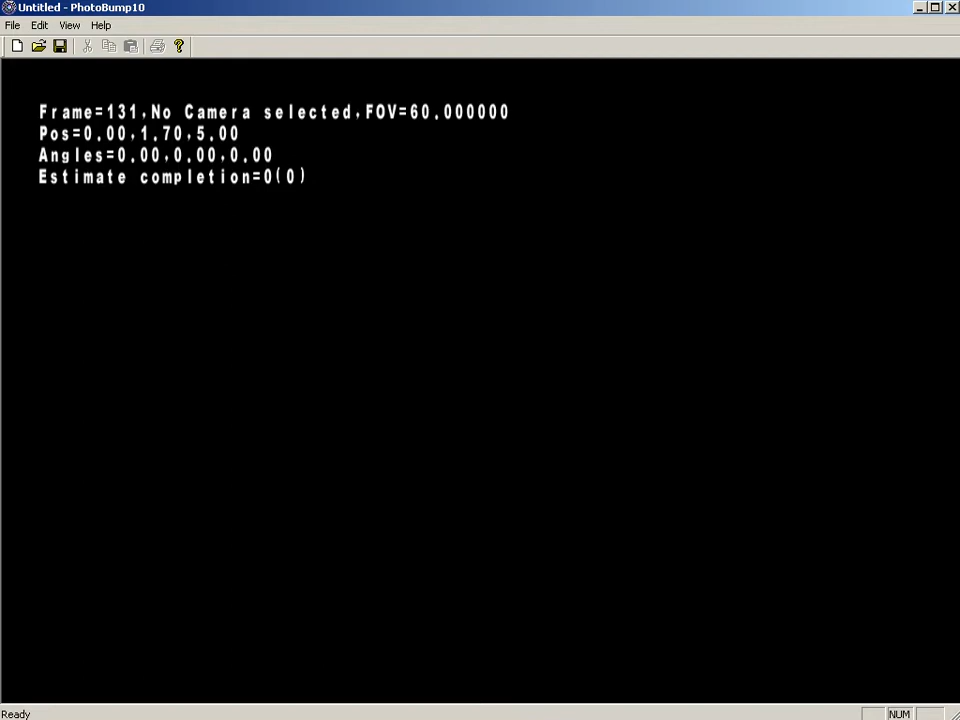 Untitled - PhotoBump10
File Edit View Help
Frame=131,No Camera selected,FOV=60.000000
Pos=0.00,1.70,5.00
Angles=0.00,0.00,0.00
Estimate completion=0(0)
Ready
NUM